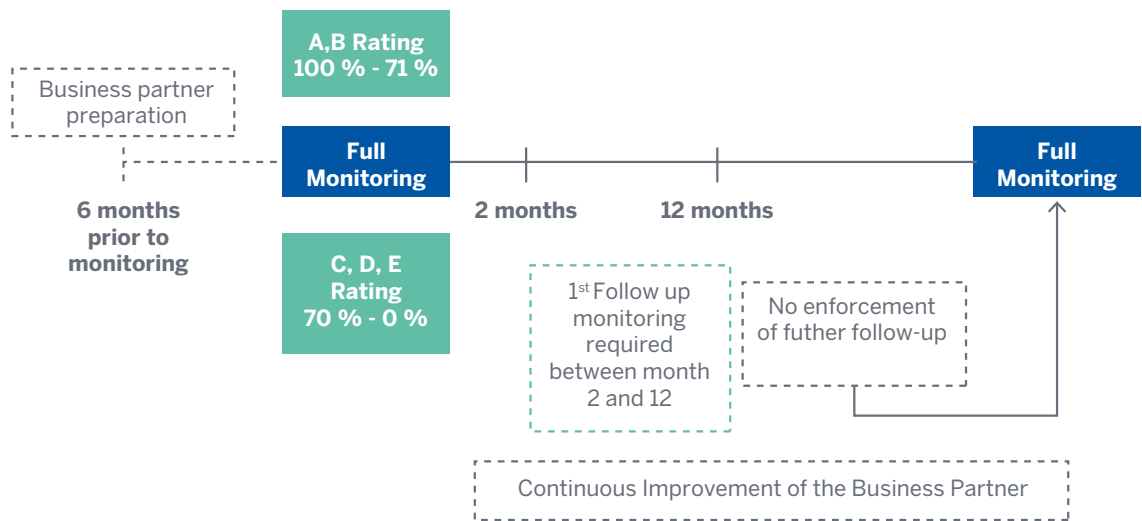 A,B Rating
100 % - 71 %
Business partner
preparation
Full
Monitoring
Full
Monitoring
6 months
prior to
monitoring
2 months
12 months
C, D, E
Rating
70 % - 0 %
1st Follow up
monitoring
required
between month
2 and 12
No enforcement
of futher follow-up
Continuous Improvement of the Business Partner